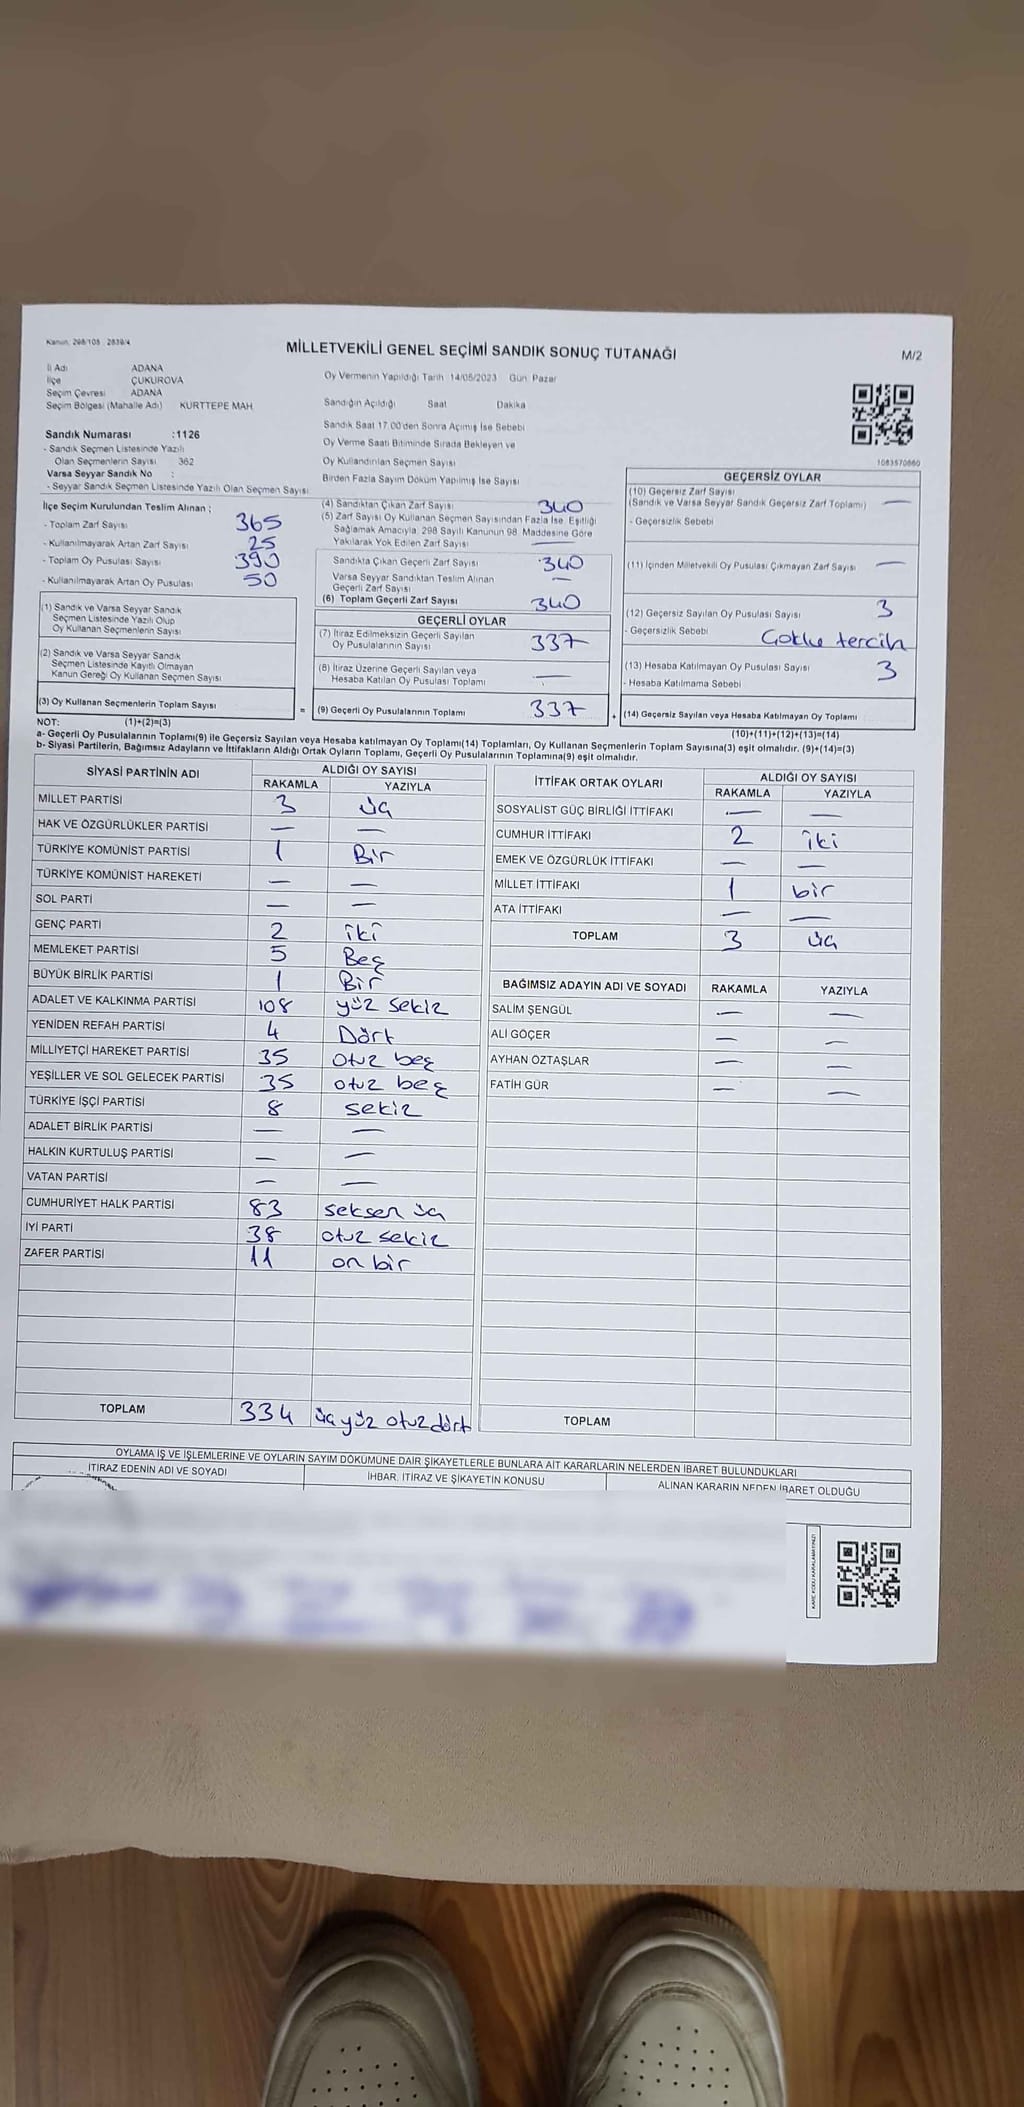 Kanun: 298/105 : 2839/4
MİLLETVEKİLİ GENEL SEÇİMİ SANDIK SONUÇ TUTANAĞI
M/2
İl Adı ADANA
İlçe ÇUKUROVA
Seçim Çevresi ADANA
Seçim Bölgesi (Mahalle Adı) KURTTEPE MAH.
Sandık Numarası :1126
- Sandık Seçmen Listesinde Yazılı
Olan Seçmenlerin Sayısı 362
Varsa Seyyar Sandık No :
- Seyyar Sandık Seçmen Listesinde Yazılı Olan Seçmen Sayısı
Oy Vermenin Yapıldığı Tarih 14/05/2023 Gün: Pazar
Sandığın Açıldığı Saat Dakika
Sandık Saat 17.00'den Sonra Açımış İse Sebebi
Oy Verme Saati Bitiminde Sırada Bekleyen ve
Oy Kullandırılan Seçmen Sayısı
Birden Fazla Sayım Döküm Yapılmış İse Sayısı
1083570660
İlçe Seçim Kurulundan Teslim Alınan ;
- Toplam Zarf Sayısı 365
- Kullanılmayarak Artan Zarf Sayısı 25
- Toplam Oy Pusulası Sayısı 390
- Kullanılmayarak Artan Oy Pusulası 50
(1) Sandık ve Varsa Seyyar Sandık
Seçmen Listesinde Yazılı Olup
Oy Kullanan Seçmenlerin Sayısı
(2) Sandık ve Varsa Seyyar Sandık
Seçmen Listesinde Kayıtlı Olmayan
Kanun Gereği Oy Kullanan Seçmen Sayısı
(3) Oy Kullanan Seçmenlerin Toplam Sayısı
(4) Sandıktan Çıkan Zarf Sayısı 340
(5) Zarf Sayısı Oy Kullanan Seçmen Sayısından Fazla İse, Eşitliği
Sağlamak Amacıyla; 298 Sayılı Kanunun 98. Maddesine Göre
Yakılarak Yok Edilen Zarf Sayısı —
Sandıkta Çıkan Geçerli Zarf Sayısı 340
Varsa Seyyar Sandıktan Teslim Alınan
Geçerli Zarf Sayısı —
(6) Toplam Geçerli Zarf Sayısı 340
GEÇERLİ OYLAR
(7) İtiraz Edilmeksizin Geçerli Sayılan
Oy Pusulalarının Sayısı 337
(8) İtiraz Üzerine Geçerli Sayılan veya
Hesaba Katılan Oy Pusulası Toplamı —
= (9) Geçerli Oy Pusulalarının Toplamı 337
GEÇERSİZ OYLAR
(10) Geçersiz Zarf Sayısı
(Sandık ve Varsa Seyyar Sandık Geçersiz Zarf Toplamı) —
- Geçersizlik Sebebi
(11) İçinden Milletvekili Oy Pusulası Çıkmayan Zarf Sayısı —
(12) Geçersiz Sayılan Oy Pusulası Sayısı 3
- Geçersizlik Sebebi Çoklu tercih
(13) Hesaba Katılmayan Oy Pusulası Sayısı 3
- Hesaba Katılmama Sebebi
+ (14) Geçersiz Sayılan veya Hesaba Katılmayan Oy Toplamı
NOT: (1)+(2)=(3) (10)+(11)+(12)+(13)=(14)
a- Geçerli Oy Pusulalarının Toplamı(9) ile Geçersiz Sayılan veya Hesaba katılmayan Oy Toplamı(14) Toplamları, Oy Kullanan Seçmenlerin Toplam Sayısına(3) eşit olmalıdır. (9)+(14)=(3)
b- Siyasi Partilerin, Bağımsız Adayların ve İttifakların Aldığı Ortak Oyların Toplamı, Geçerli Oy Pusulalarının Toplamına(9) eşit olmalıdır.
SİYASİ PARTİNİN ADI ALDIĞI OY SAYISI
RAKAMLA YAZIYLA
MİLLET PARTİSİ 3 üç
HAK VE ÖZGÜRLÜKLER PARTİSİ — —
TÜRKİYE KOMÜNİST PARTİSİ 1 Bir
TÜRKİYE KOMÜNİST HAREKETİ — —
SOL PARTİ — —
GENÇ PARTİ 2 iki
MEMLEKET PARTİSİ 5 Beş
BÜYÜK BİRLİK PARTİSİ 1 Bir
ADALET VE KALKINMA PARTİSİ 108 yüz sekiz
YENİDEN REFAH PARTİSİ 4 Dört
MİLLİYETÇİ HAREKET PARTİSİ 35 otuz beş
YEŞİLLER VE SOL GELECEK PARTİSİ 35 otuz beş
TÜRKİYE İŞÇİ PARTİSİ 8 sekiz
ADALET BİRLİK PARTİSİ — —
HALKIN KURTULUŞ PARTİSİ — —
VATAN PARTİSİ — —
CUMHURİYET HALK PARTİSİ 83 seksen üç
İYİ PARTİ 38 otuz sekiz
ZAFER PARTİSİ 11 on bir
TOPLAM 334 üçyüz otuzdört
İTTİFAK ORTAK OYLARI ALDIĞI OY SAYISI
RAKAMLA YAZIYLA
SOSYALİST GÜÇ BİRLİĞİ İTTİFAKI — —
CUMHUR İTTİFAKI 2 iki
EMEK VE ÖZGÜRLÜK İTTİFAKI — —
MİLLET İTTİFAKI 1 bir
ATA İTTİFAKI — —
TOPLAM 3 üç
BAĞIMSIZ ADAYIN ADI VE SOYADI RAKAMLA YAZIYLA
SALİM ŞENGÜL — —
ALİ GÖÇER — —
AYHAN ÖZTAŞLAR — —
FATİH GÜR — —
TOPLAM
OYLAMA İŞ VE İŞLEMLERİNE VE OYLARIN SAYIM DÖKÜMÜNE DAİR ŞİKAYETLERLE BUNLARA AİT KARARLARIN NELERDEN İBARET BULUNDUKLARI
İTİRAZ EDENİN ADI VE SOYADI İHBAR, İTİRAZ VE ŞİKAYETİN KONUSU ALINAN KARARIN NEDEN İBARET OLDUĞU